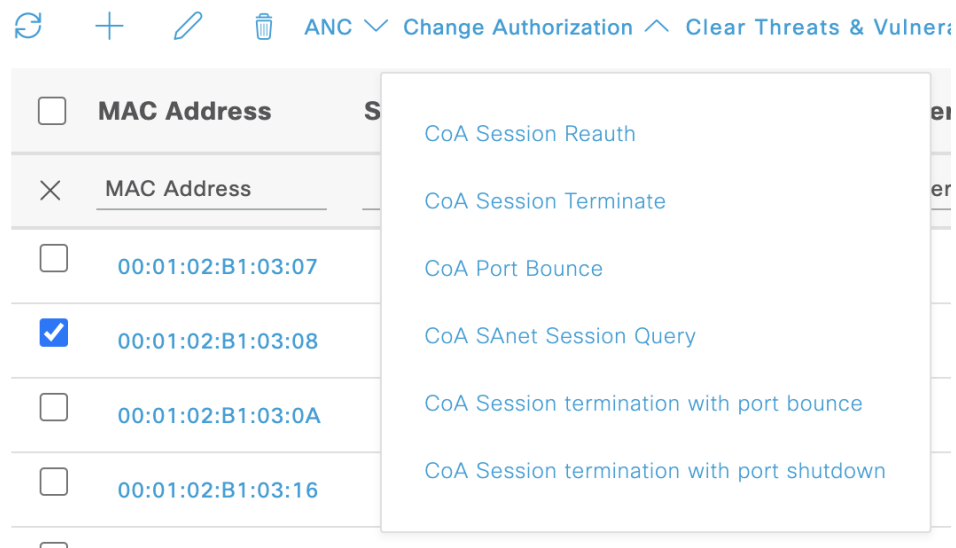 ANC Change Authorization Clear Threats &
MAC Address
CoA Session Reauth
MAC Address
CoA Session Terminate
00:01:02:B1:03:07
CoA Port Bounce
00:01:02:B1:03:08
CoA SAnet Session Query
00:01:02:B1:03:0A
CoA Session termination with port bounce
00:01:02:B1:03:16
CoA Session termination with port shutdown